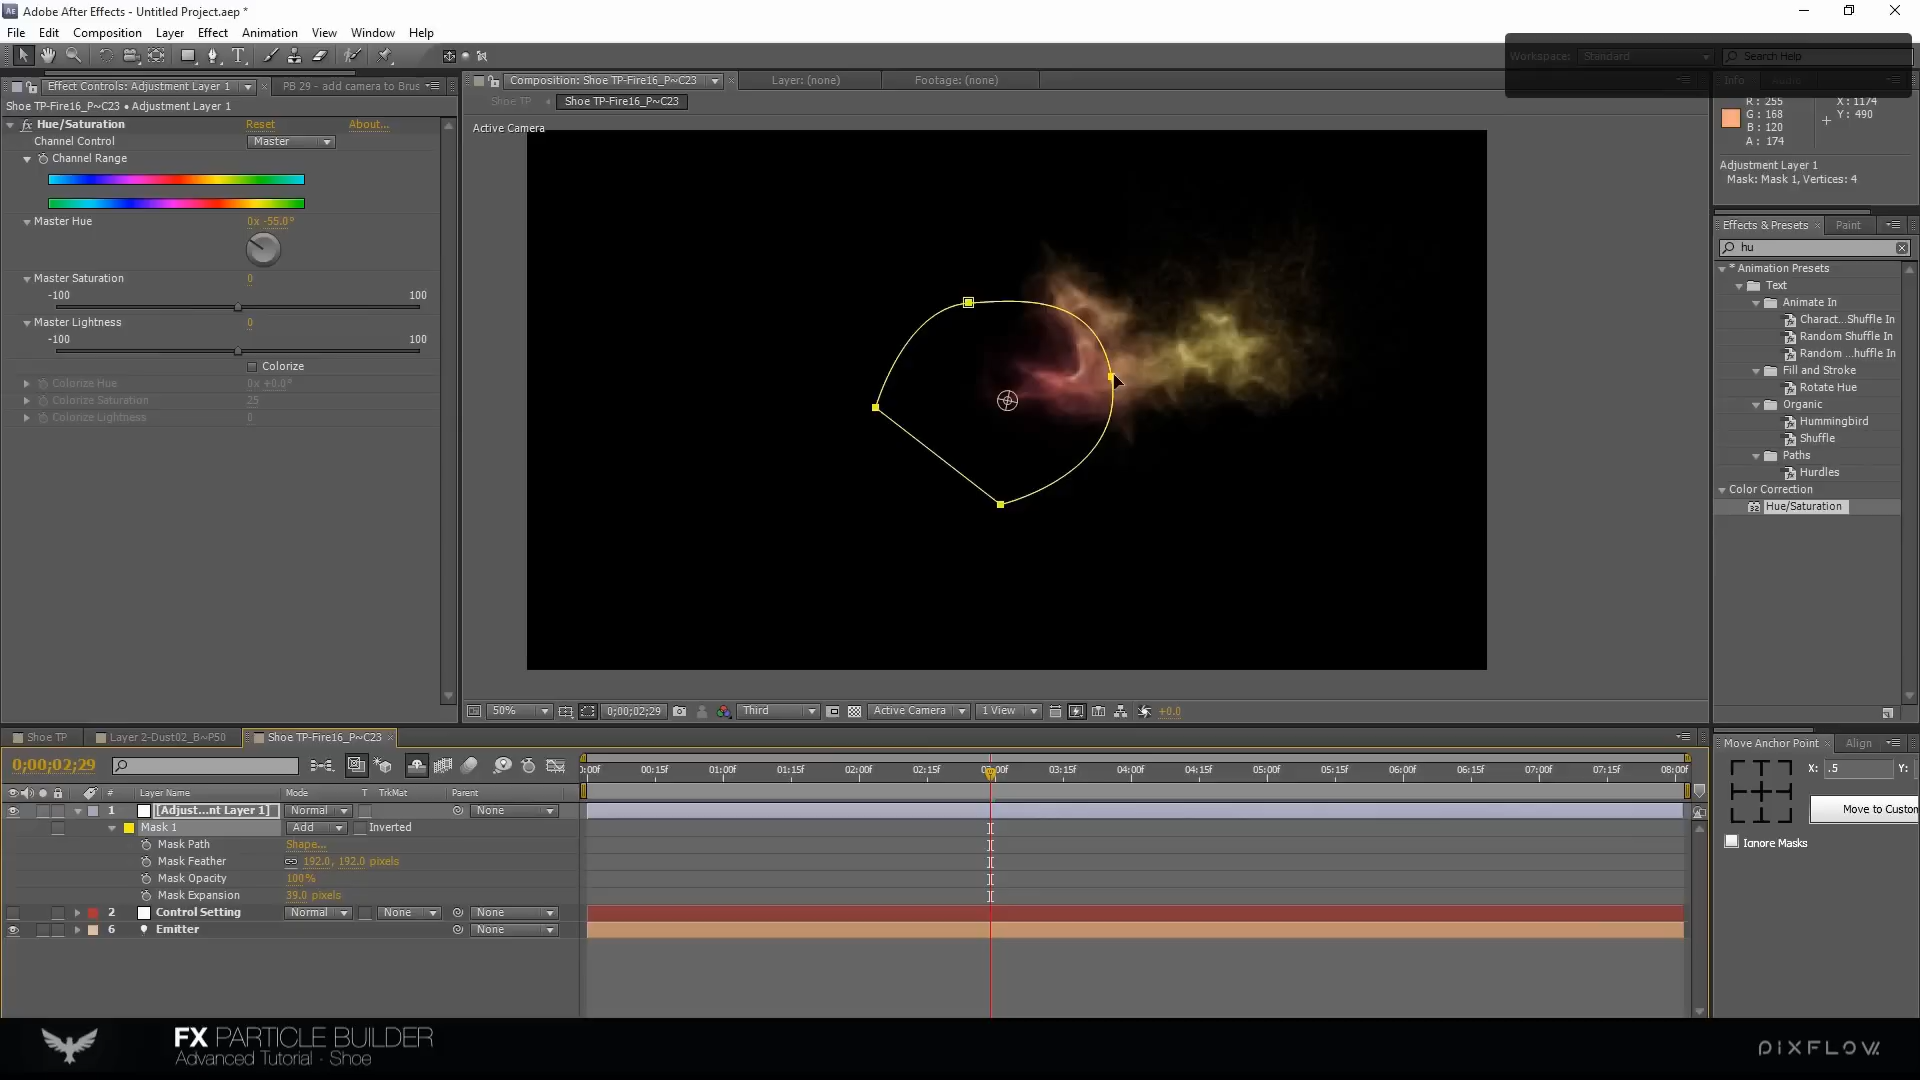 Adobe After Effects - Untitled Project.aep *
File Edit Composition Layer Effect Animation View Window Help
Workspace: Standard Search Help
Effect Controls: Adjustment Layer 1 PB 29 - add camera to Brus
Shoe TP-Fire16_P~C23 • Adjustment Layer 1
fx Hue/Saturation Reset About...
Channel Control Master
Channel Range
Master Hue 0x -55.0°
Master Saturation 0
-100 100
Master Lightness 0
-100 100
Colorize
Colorize Hue 0x +0.0°
Colorize Saturation 25
Colorize Lightness 0
Composition: Shoe TP-Fire16_P~C23 Layer: (none) Footage: (none)
Shoe TP Shoe TP-Fire16_P~C23
Active Camera
50% 0;00;02;29 Third Active Camera 1 View +0.0
Info
R: 255 X: 1174
G: 168 Y: 490
B: 120
A: 174
Adjustment Layer 1
Mask: Mask 1, Vertices: 4
Effects & Presets Paint
hu
* Animation Presets
Text
Animate In
Charact...Shuffle In
Random Shuffle In
Random ...huffle In
Fill and Stroke
Rotate Hue
Organic
Hummingbird
Shuffle
Paths
Hurdles
Color Correction
32 Hue/Saturation
Shoe TP Layer 2-Dust02_B~P50 Shoe TP-Fire16_P~C23
0;00;02;29
:00f 00:15f 01:00f 01:15f 02:00f 02:15f 03:00f 03:15f 04:00f 04:15f 05:00f 05:15f 06:00f 06:15f 07:00f 07:15f 08:00f
# Layer Name Mode T TrkMat Parent
1 [Adjust...nt Layer 1] Normal None
Mask 1 Add Inverted
Mask Path Shape...
Mask Feather 192.0, 192.0 pixels
Mask Opacity 100%
Mask Expansion 39.0 pixels
2 Control Setting Normal None None
6 Emitter None
Move Anchor Point Align
X: .5 Y:
Move to Custon
Ignore Masks
FX PARTICLE BUILDER
Advanced Tutorial - Shoe
PIXFLOW